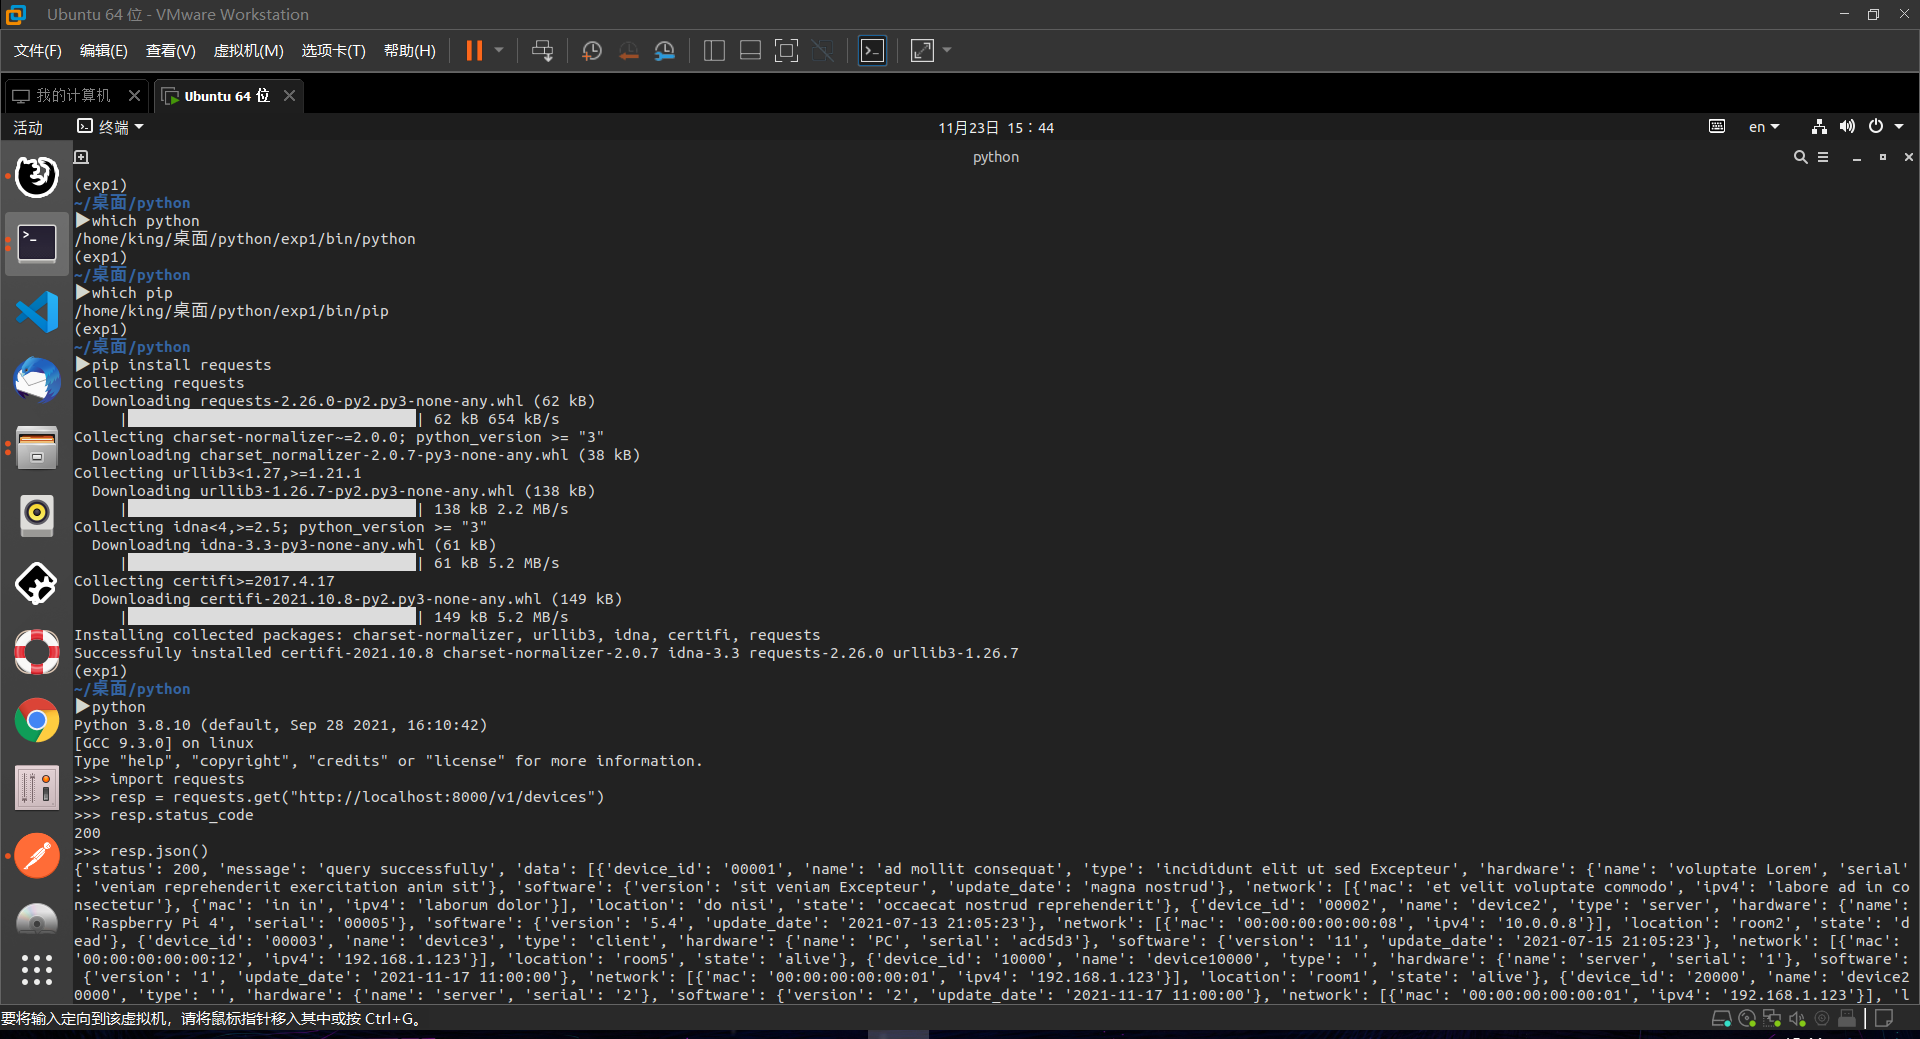 Ubuntu 64 位 - VMware Workstation
文件(F) 编辑(E) 查看(V) 虚拟机(M) 选项卡(T) 帮助(H)
我的计算机 Ubuntu 64 位
活动 终端 11月23日 15：44 en
python
(exp1)
~/桌面/python
▶which python
/home/king/桌面/python/exp1/bin/python
(exp1)
~/桌面/python
▶which pip
/home/king/桌面/python/exp1/bin/pip
(exp1)
~/桌面/python
▶pip install requests
Collecting requests
  Downloading requests-2.26.0-py2.py3-none-any.whl (62 kB)
     |████████████████████████████████| 62 kB 654 kB/s
Collecting charset-normalizer~=2.0.0; python_version >= "3"
  Downloading charset_normalizer-2.0.7-py3-none-any.whl (38 kB)
Collecting urllib3<1.27,>=1.21.1
  Downloading urllib3-1.26.7-py2.py3-none-any.whl (138 kB)
     |████████████████████████████████| 138 kB 2.2 MB/s
Collecting idna<4,>=2.5; python_version >= "3"
  Downloading idna-3.3-py3-none-any.whl (61 kB)
     |████████████████████████████████| 61 kB 5.2 MB/s
Collecting certifi>=2017.4.17
  Downloading certifi-2021.10.8-py2.py3-none-any.whl (149 kB)
     |████████████████████████████████| 149 kB 5.2 MB/s
Installing collected packages: charset-normalizer, urllib3, idna, certifi, requests
Successfully installed certifi-2021.10.8 charset-normalizer-2.0.7 idna-3.3 requests-2.26.0 urllib3-1.26.7
(exp1)
~/桌面/python
▶python
Python 3.8.10 (default, Sep 28 2021, 16:10:42)
[GCC 9.3.0] on linux
Type "help", "copyright", "credits" or "license" for more information.
>>> import requests
>>> resp = requests.get("http://localhost:8000/v1/devices")
>>> resp.status_code
200
>>> resp.json()
{'status': 200, 'message': 'query successfully', 'data': [{'device_id': '00001', 'name': 'ad mollit consequat', 'type': 'incididunt elit ut sed Excepteur', 'hardware': {'name': 'voluptate Lorem', 'serial'
: 'veniam reprehenderit exercitation anim sit'}, 'software': {'version': 'sit veniam Excepteur', 'update_date': 'magna nostrud'}, 'network': [{'mac': 'et velit voluptate commodo', 'ipv4': 'labore ad in co
nsectetur'}, {'mac': 'in in', 'ipv4': 'laborum dolor'}], 'location': 'do nisi', 'state': 'occaecat nostrud reprehenderit'}, {'device_id': '00002', 'name': 'device2', 'type': 'server', 'hardware': {'name':
 'Raspberry Pi 4', 'serial': '00005'}, 'software': {'version': '5.4', 'update_date': '2021-07-13 21:05:23'}, 'network': [{'mac': '00:00:00:00:00:08', 'ipv4': '10.0.0.8'}], 'location': 'room2', 'state': 'd
ead'}, {'device_id': '00003', 'name': 'device3', 'type': 'client', 'hardware': {'name': 'PC', 'serial': 'acd5d3'}, 'software': {'version': '11', 'update_date': '2021-07-15 21:05:23'}, 'network': [{'mac':
'00:00:00:00:00:12', 'ipv4': '192.168.1.123'}], 'location': 'room5', 'state': 'alive'}, {'device_id': '10000', 'name': 'device10000', 'type': '', 'hardware': {'name': 'server', 'serial': '1'}, 'software':
 {'version': '1', 'update_date': '2021-11-17 11:00:00'}, 'network': [{'mac': '00:00:00:00:00:01', 'ipv4': '192.168.1.123'}], 'location': 'room1', 'state': 'alive'}, {'device_id': '20000', 'name': 'device2
0000', 'type': '', 'hardware': {'name': 'server', 'serial': '2'}, 'software': {'version': '2', 'update_date': '2021-11-17 11:00:00'}, 'network': [{'mac': '00:00:00:00:00:01', 'ipv4': '192.168.1.123'}], 'l
要将输入定向到该虚拟机，请将鼠标指针移入其中或按 Ctrl+G。